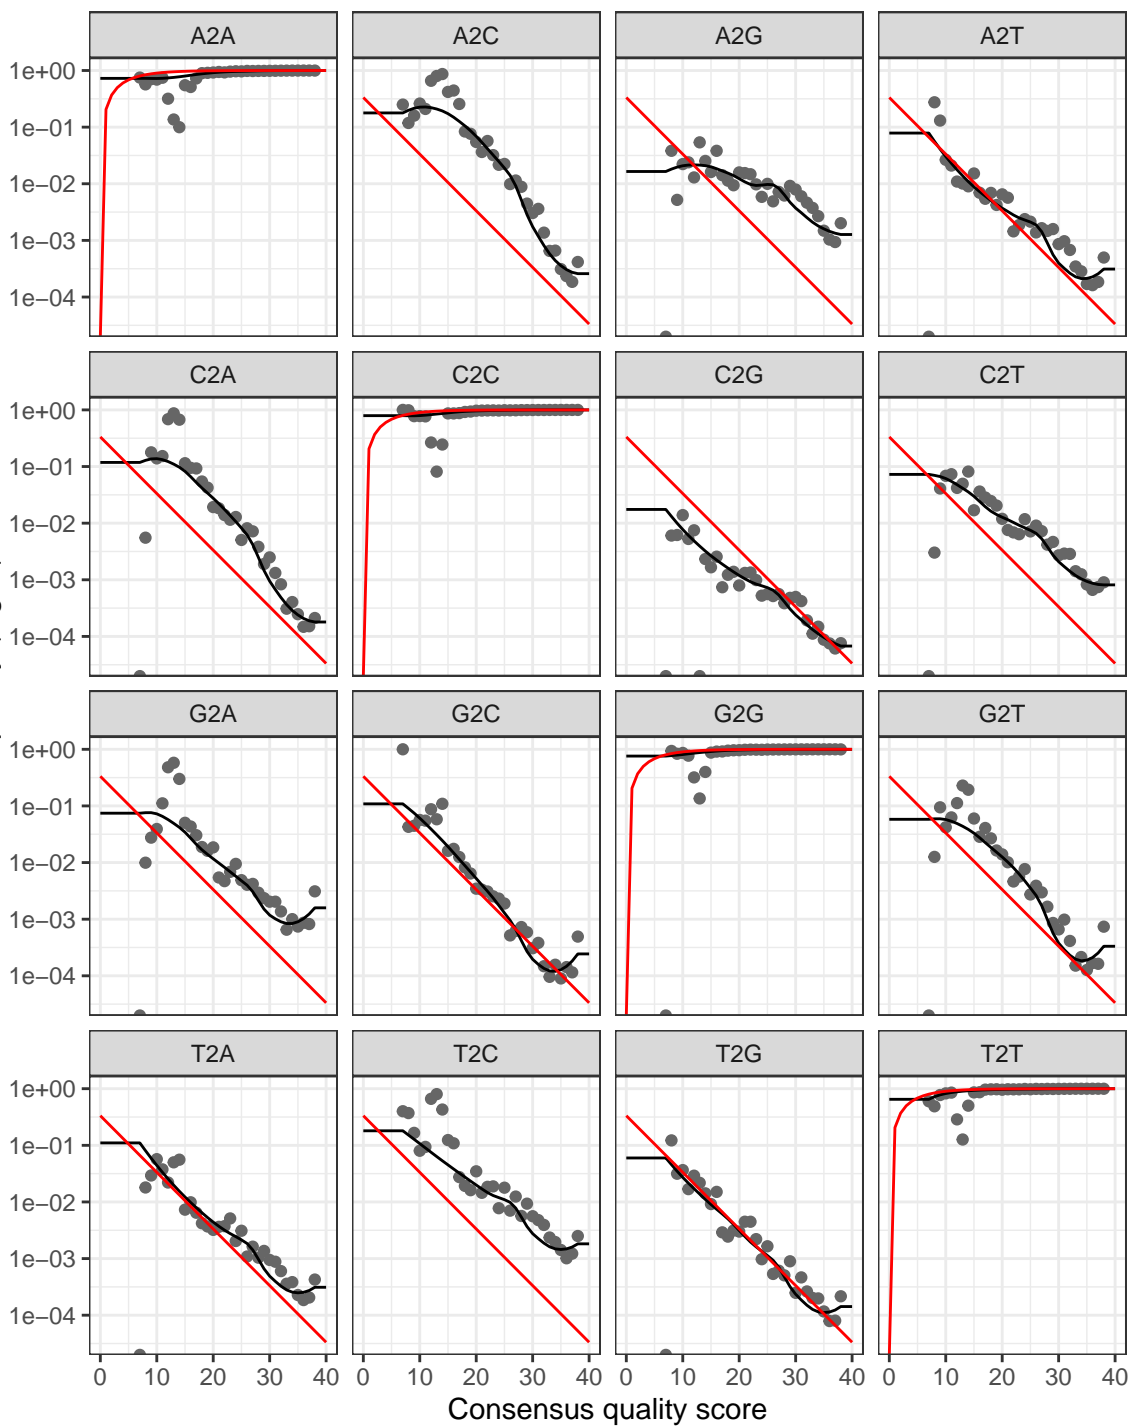 A2A A2C A2G A2T
1e+00
1e−01
1e−02
1e−03
1e−04
C2A C2C C2G C2T
1e+00
1e−01
1e−02
1e−03
1e−04
G2A G2C G2G G2T
1e+00
1e−01
1e−02
1e−03
1e−04
T2A T2C T2G T2T
1e+00
1e−01
1e−02
1e−03
1e−04
0 10 20 30 40 0 10 20 30 40 0 10 20 30 40 0 10 20 30 40
Consensus quality score